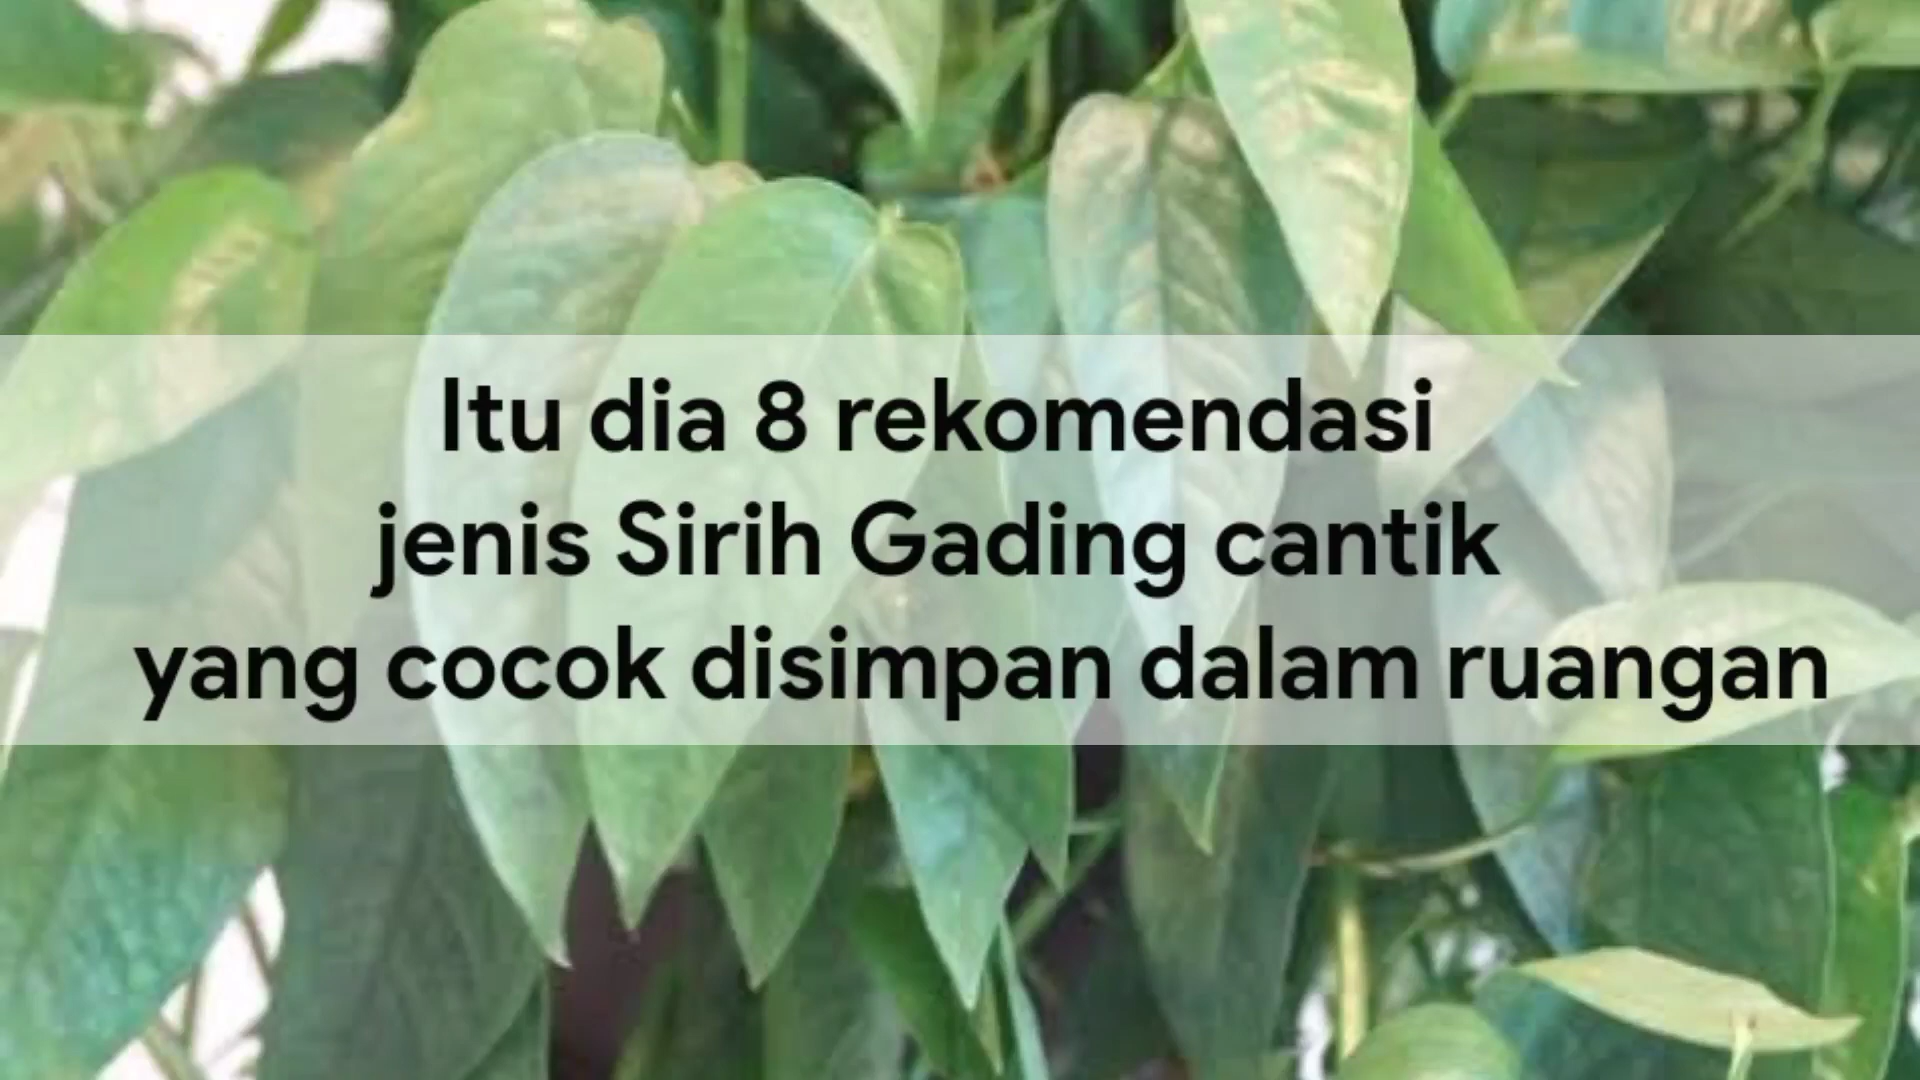 Itu dia 8 rekomendasi
jenis Sirih Gading cantik
yang cocok disimpan dalam ruangan